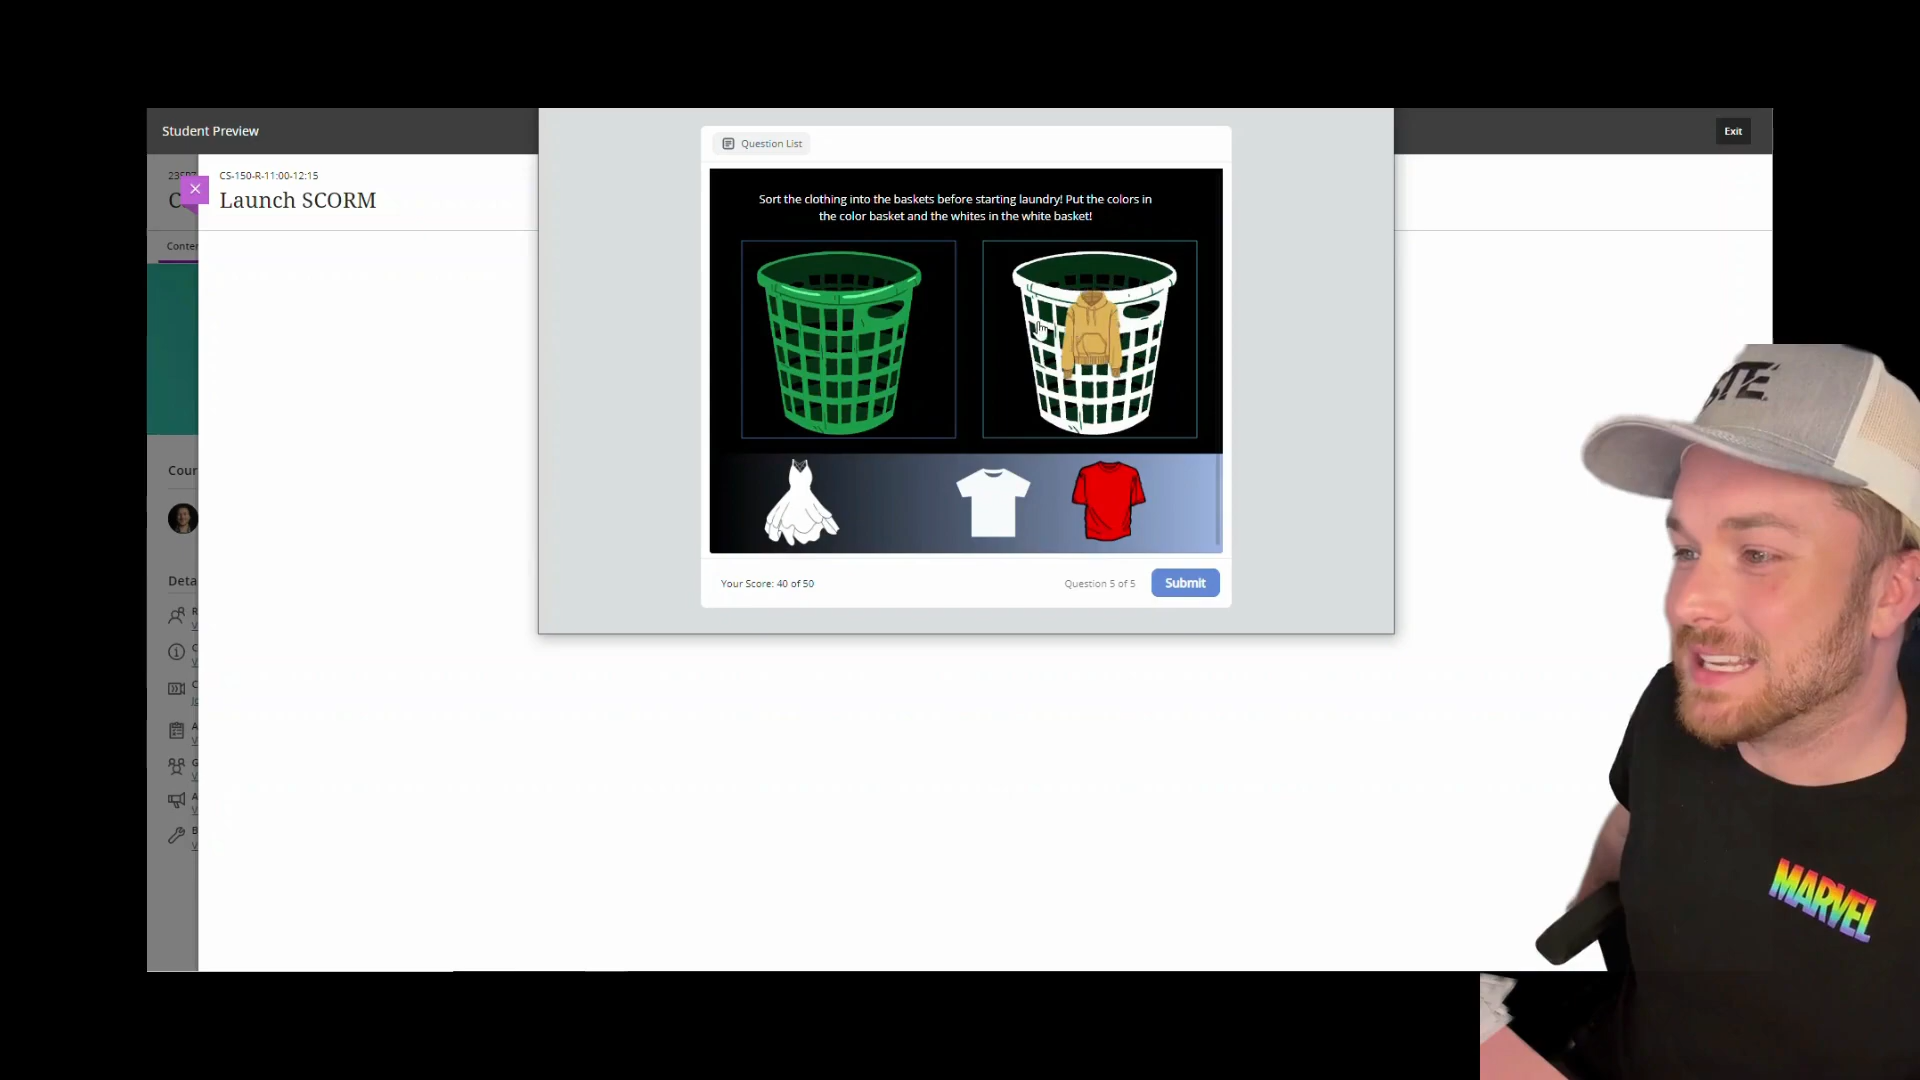 Student Preview
Exit
CS-150-R-11:00-12:15
Launch SCORM
Question List
Sort the clothing into the baskets before starting laundry! Put the colors in
the color basket and the whites in the white basket!
Your Score: 40 of 50
Question 5 of 5
Submit
MARVEL